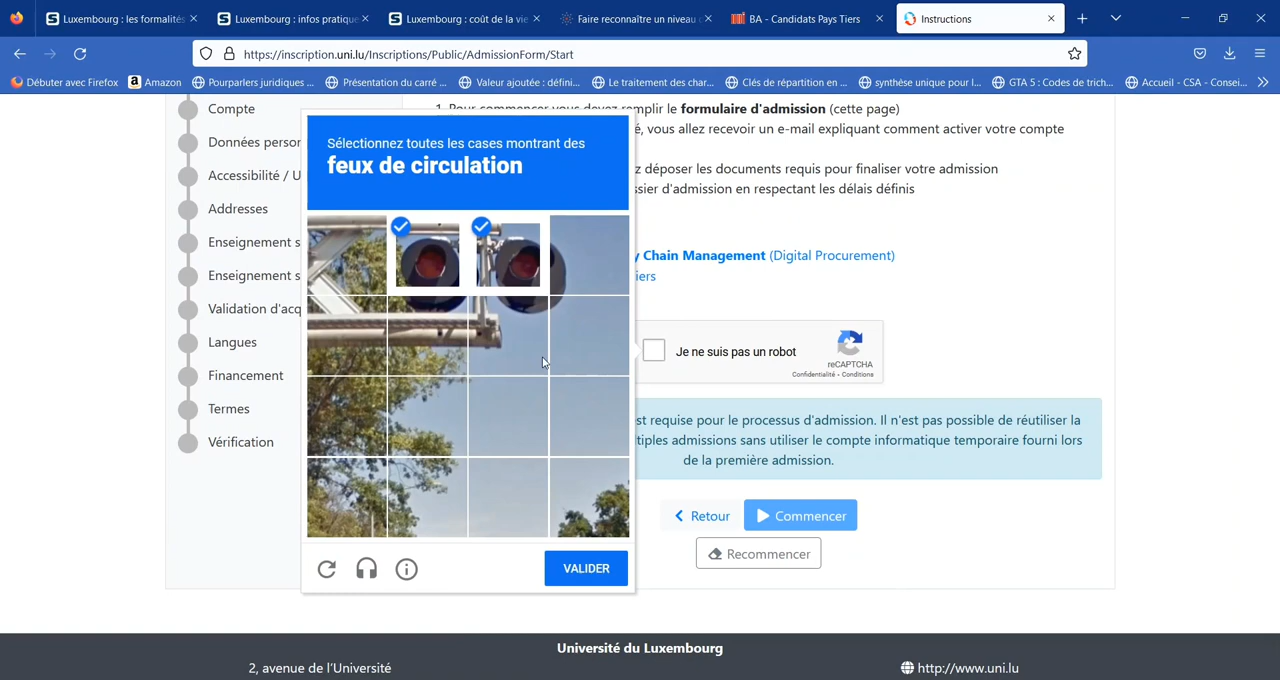 Luxembourg : les formalités
Luxembourg : infos pratique
Luxembourg : coût de la vie
Faire reconnaître un niveau
BA - Candidats Pays Tiers
Instructions
https://inscription.uni.lu/Inscriptions/Public/AdmissionForm/Start
Débuter avec Firefox
Amazon
Pourparlers juridiques ...
Présentation du carré ...
Valeur ajoutée : défini...
Le traitement des char...
Clés de répartition en ...
synthèse unique pour l...
GTA 5 : Codes de trich...
Accueil - CSA - Consei...
Compte
Données person
Accessibilité / U
Addresses
Enseignement s
Enseignement s
Validation d'acq
Langues
Financement
Termes
Vérification
1. Pour commencer vous devez remplir le formulaire d'admission (cette page)
é, vous allez recevoir un e-mail expliquant comment activer votre compte
z déposer les documents requis pour finaliser votre admission
ssier d'admission en respectant les délais définis
y Chain Management (Digital Procurement)
iers
Sélectionnez toutes les cases montrant des
feux de circulation
VALIDER
Je ne suis pas un robot
reCAPTCHA
Confidentialité - Conditions
st requise pour le processus d'admission. Il n'est pas possible de réutiliser la
tiples admissions sans utiliser le compte informatique temporaire fourni lors
de la première admission.
Retour
Commencer
Recommencer
Université du Luxembourg
2, avenue de l'Université
http://www.uni.lu